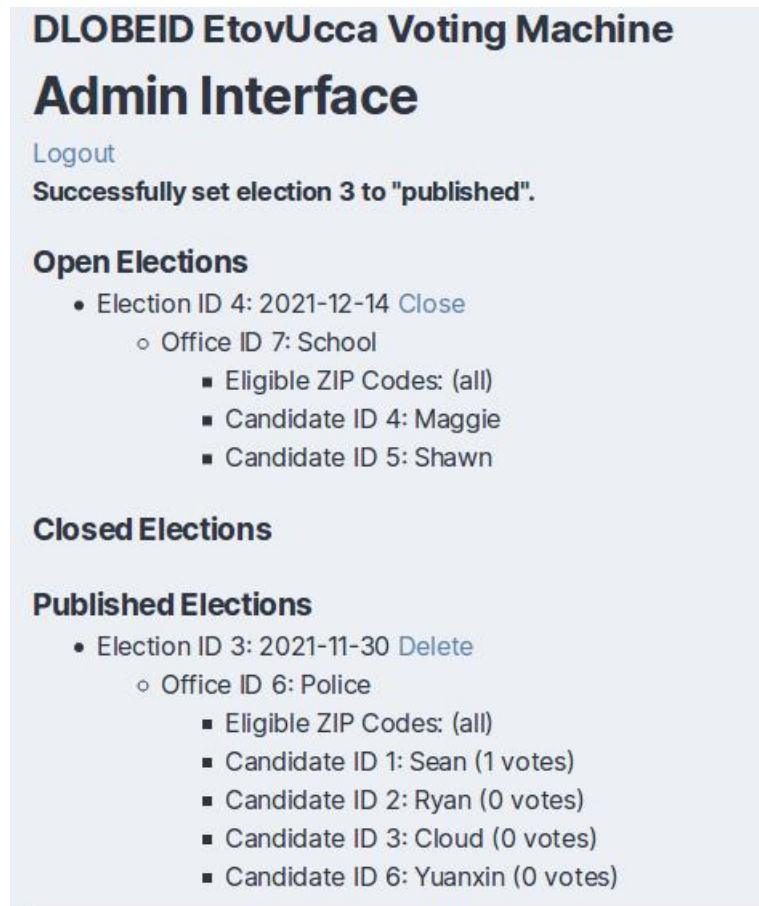 DLOBEID EtovUcca Voting Machine
Admin Interface
Logout
Successfully set election 3 to "published".
Open Elections
Election ID 4: 2021-12-14 Close
Office ID 7: School
Eligible ZIP Codes: (all)
Candidate ID 4: Maggie
Candidate ID 5: Shawn
Closed Elections
Published Elections
Election ID 3: 2021-11-30 Delete
Office ID 6: Police
Eligible ZIP Codes: (all)
Candidate ID 1: Sean (1 votes)
Candidate ID 2: Ryan (0 votes)
Candidate ID 3: Cloud (0 votes)
Candidate ID 6: Yuanxin (0 votes)